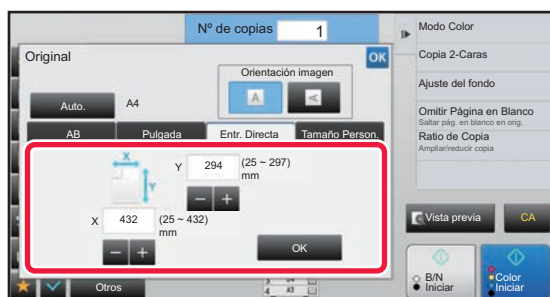 Nº de copias
1
Modo Color
Original
OK
Copia 2-Caras
Orientación imagen
A
A
Ajuste del fondo
Auto.
A4
Omitir Página en Blanco
Saltar pág. en blanco en orig.
AB
Pulgada
Entr. Directa
Tamaño Person.
Ratio de Copia
Ampliar/reducir copia
X
Y
Y
294
(25 ~ 297)
mm
X
432
(25 ~ 432)
mm
OK
Vista previa
CA
B/N
Iniciar
Color
Iniciar
Otros
A3